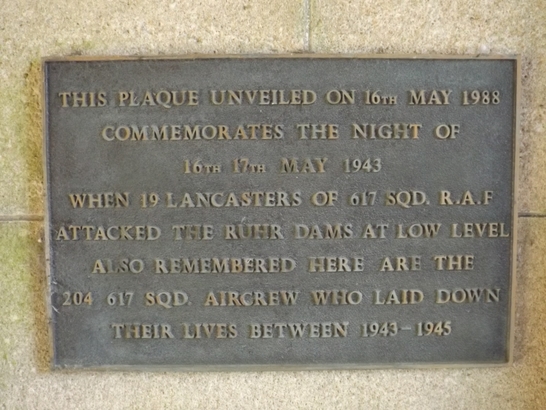 THIS PLAQUE UNVEILED ON 16TH MAY 1988
COMMEMORATES THE NIGHT OF
16TH 17TH MAY 1943
WHEN 19 LANCASTERS OF 617 SQD. R.A.F
ATTACKED THE RUHR DAMS AT LOW LEVEL
ALSO REMEMBERED HERE ARE THE
204 617 SQD. AIRCREW WHO LAID DOWN
THEIR LIVES BETWEEN 1943-1945